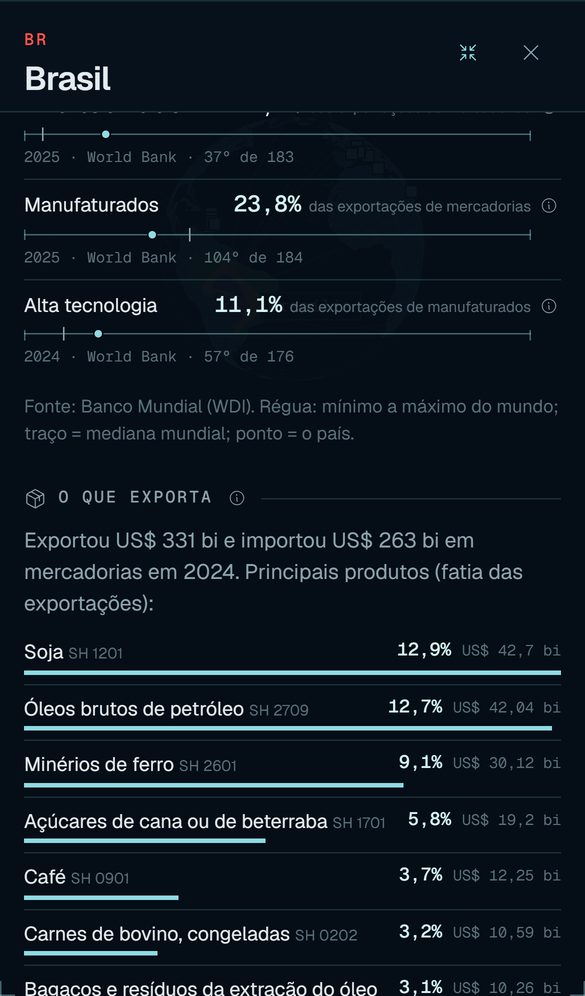 BR
Brasil
2025 · World Bank · 37º de 183
Manufaturados 23,8% das exportações de mercadorias
2025 · World Bank · 104º de 184
Alta tecnologia 11,1% das exportações de manufaturados
2024 · World Bank · 57º de 176
Fonte: Banco Mundial (WDI). Régua: mínimo a máximo do mundo;
traço = mediana mundial; ponto = o país.
O QUE EXPORTA
Exportou US$ 331 bi e importou US$ 263 bi em
mercadorias em 2024. Principais produtos (fatia das
exportações):
Soja SH 1201 12,9% US$ 42,7 bi
Óleos brutos de petróleo SH 2709 12,7% US$ 42,04 bi
Minérios de ferro SH 2601 9,1% US$ 30,12 bi
Açúcares de cana ou de beterraba SH 1701 5,8% US$ 19,2 bi
Café SH 0901 3,7% US$ 12,25 bi
Carnes de bovino, congeladas SH 0202 3,2% US$ 10,59 bi
Bagaços e resíduos da extração do óleo 3,1% US$ 10,26 bi